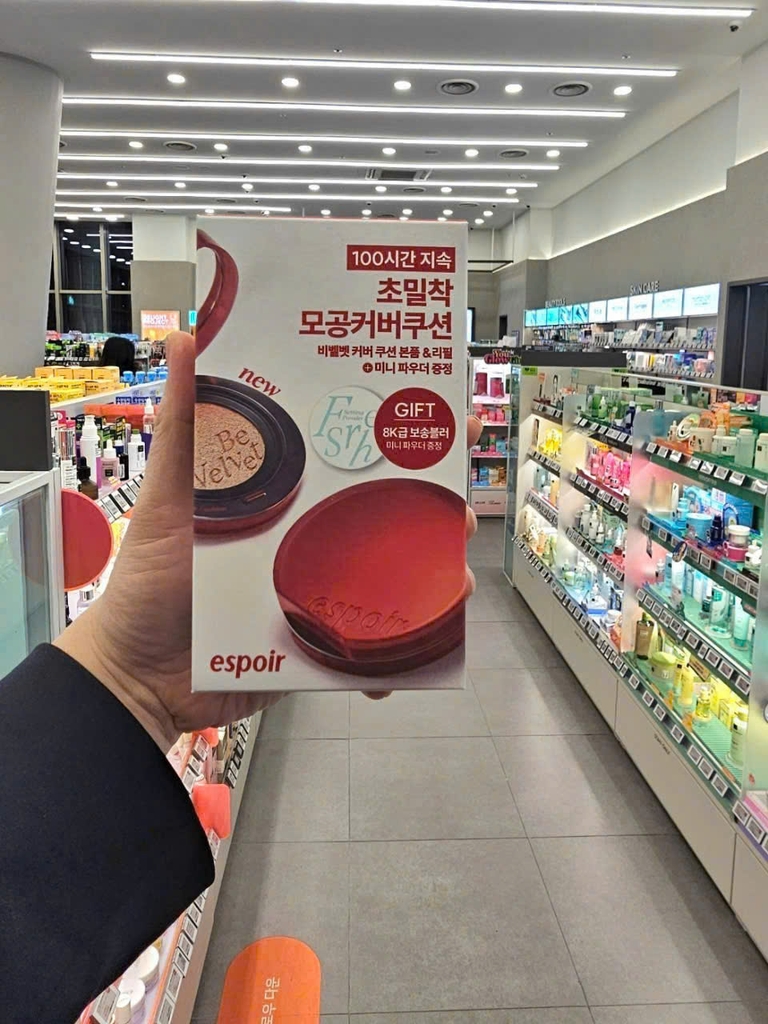 100시간 지속
초밀착
모공커버쿠션
비벨벳 커버 쿠션 본품 & 리필
+ 미니 파우더 증정
new
Be
Velvet
GIFT
8K급 보송블러
미니 파우더 증정
espoir
espoir
SKIN CARE